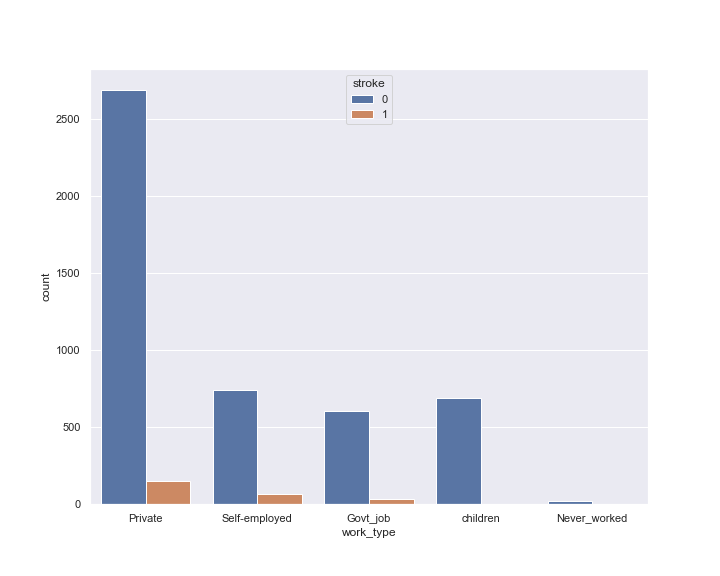 stroke
0
1
2500
2000
1500
1000
500
0
count
Private Self-employed Govt_job children Never_worked
work_type